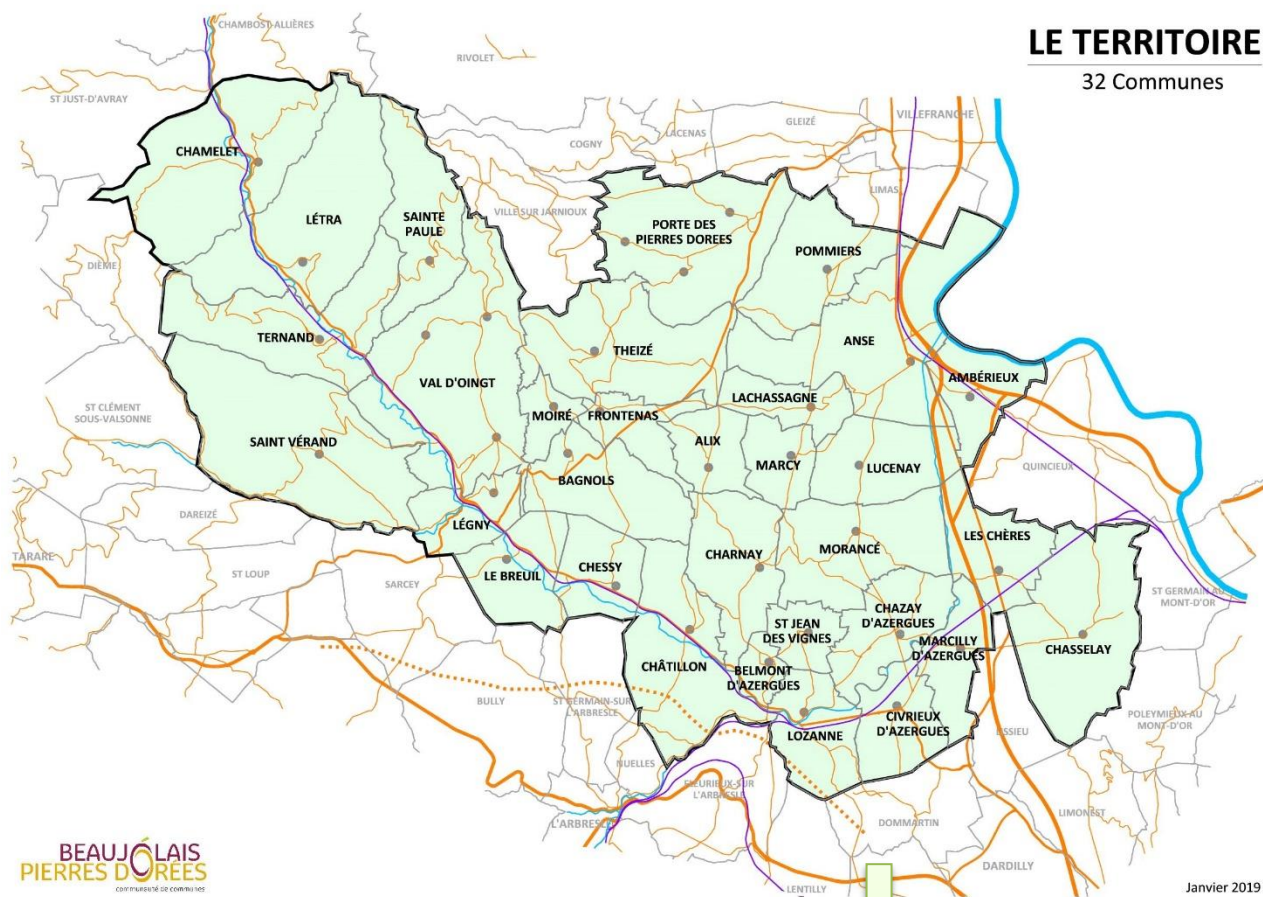 LE TERRITOIRE
32 Communes
CHAMBOST-ALLIÈRES
RIVOLET
ST JUST-D'AVRAY
VILLEFRANCHE
GLEIZÉ
LACENAS
COGNY
CHAMELET
LIMAS
LÉTRA
SAINTE
PAULE
VILLE SUR JARNIOUX
PORTE DES
PIERRES DOREES
POMMIERS
DIÈME
TERNAND
THEIZÉ
ANSE
VAL D'OINGT
AMBÉRIEUX
ST CLÉMENT
SOUS-VALSONNE
MOIRÉ
FRONTENAS
LACHASSAGNE
SAINT VÉRAND
ALIX
MARCY
LUCENAY
QUINCIEUX
BAGNOLS
DAREIZÉ
LÉGNY
LES CHÈRES
TARARE
CHARNAY
MORANCÉ
ST LOUP
SARCEY
LE BREUIL
CHESSY
ST GERMAIN AU
MONT-D'OR
CHAZAY
D'AZERGUES
ST JEAN
DES VIGNES
MARCILLY
D'AZERGUES
CHASSELAY
CHÂTILLON
BELMONT
D'AZERGUES
BULLY
ST GERMAIN-SUR
L'ARBRESLE
CIVRIEUX
D'AZERGUES
POLEYMIEUX AU
MONT-D'OR
LOZANNE
NUELLES
FLEURIEUX-SUR
L'ARBRESLE
L'ARBRESLE
DOMMARTIN
LIMONEST
DARDILLY
LENTILLY
BEAUJOLAIS
PIERRES DORÉES
communauté de communes
Janvier 2019